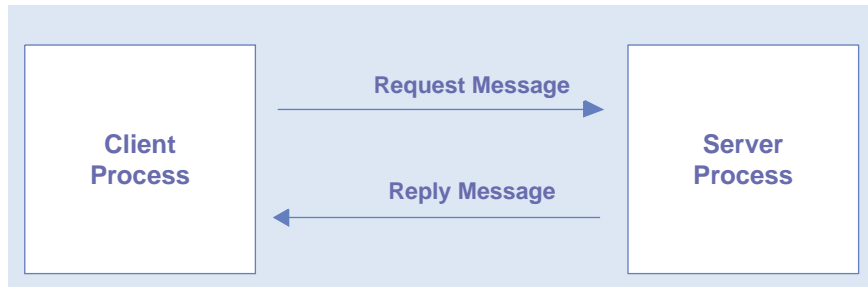 Client
Process
Request Message
Reply Message
Server
Process